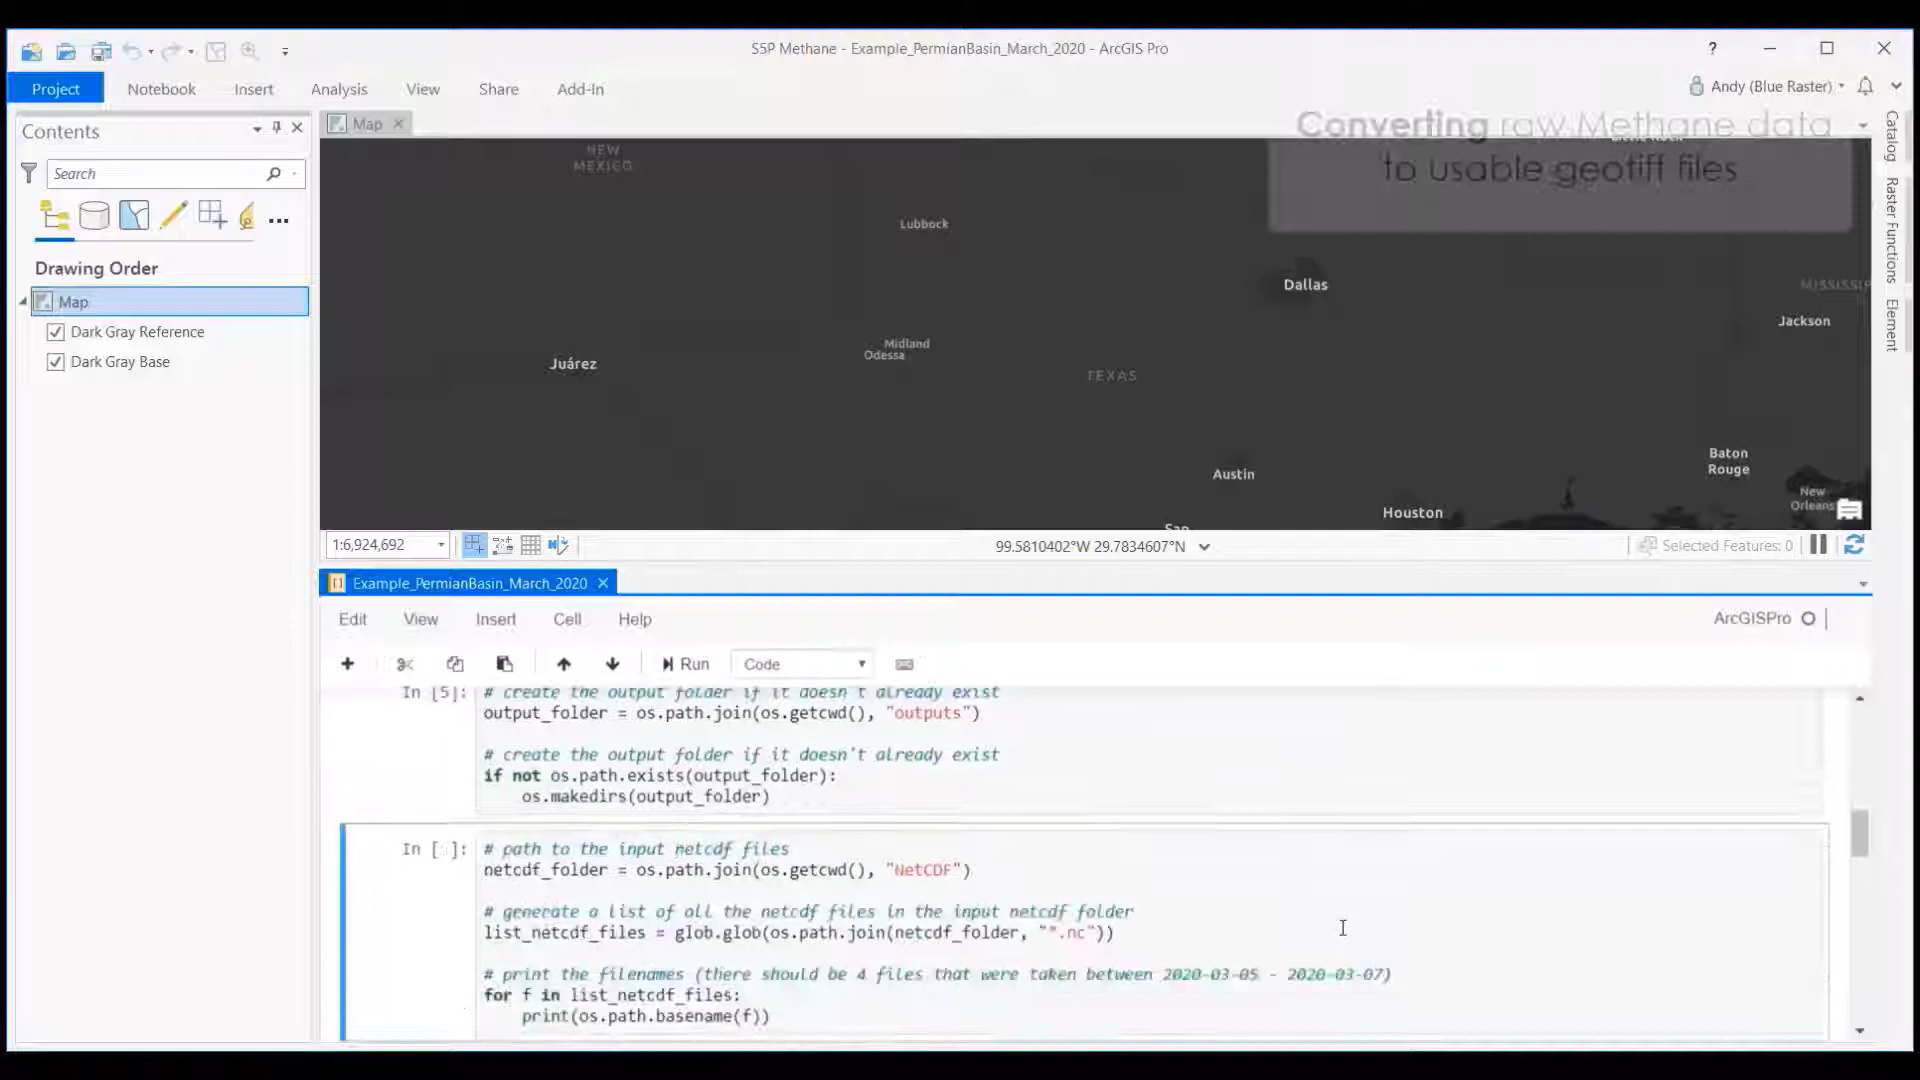 S5P Methane - Example_PermianBasin_March_2020 - ArcGIS Pro
?
Project
Notebook
Insert
Analysis
View
Share
Add-In
Andy (Blue Raster)
Contents
Search
Drawing Order
Map
Dark Gray Reference
Dark Gray Base
Map
Converting raw Methane data
to usable geotiff files
NEW
MEXICO
Lubbock
Dallas
MISSISSIP
Jackson
Midland
Odessa
Juárez
TEXAS
Austin
Baton
Rouge
New
Orleans
Houston
San
1:6,924,692
99.5810402°W 29.7834607°N
Selected Features: 0
Catalog
Raster Functions
Element
Example_PermianBasin_March_2020
Edit
View
Insert
Cell
Help
ArcGISPro
Run
Code
In [5]:
# create the output folder if it doesn't already exist
output_folder = os.path.join(os.getcwd(), "outputs")
# create the output folder if it doesn't already exist
if not os.path.exists(output_folder):
    os.makedirs(output_folder)
In [ ]:
# path to the input netcdf files
netcdf_folder = os.path.join(os.getcwd(), "NetCDF")
# generate a list of all the netcdf files in the input netcdf folder
list_netcdf_files = glob.glob(os.path.join(netcdf_folder, "*.nc"))
# print the filenames (there should be 4 files that were taken between 2020-03-05 - 2020-03-07)
for f in list_netcdf_files:
    print(os.path.basename(f))